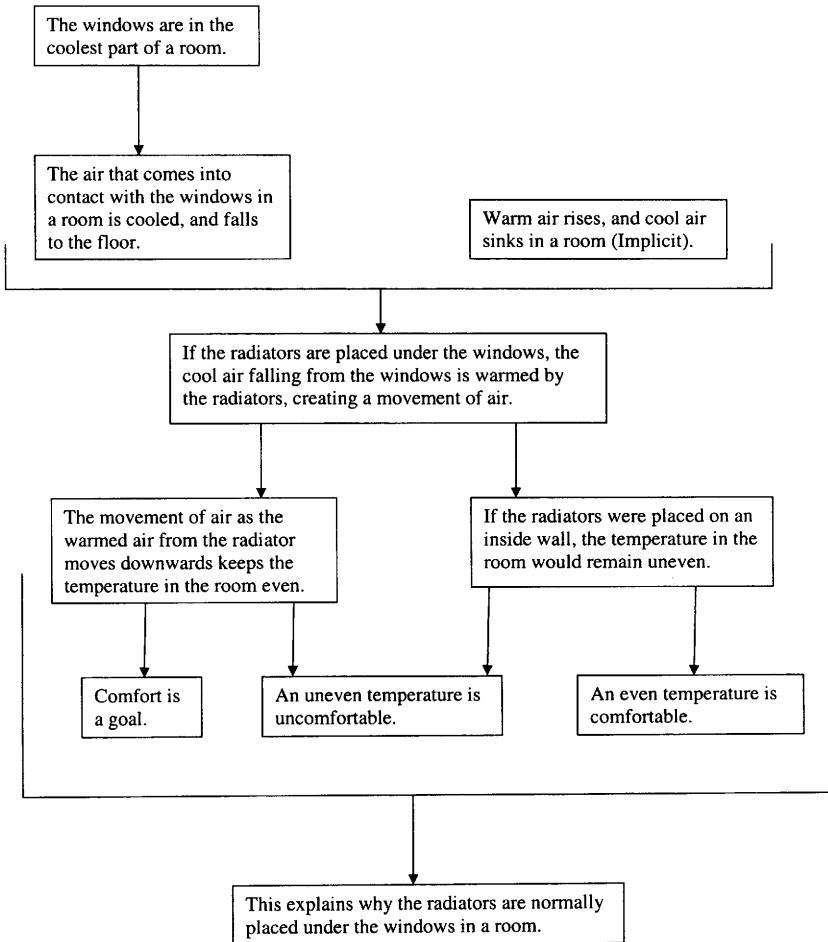 The windows are in the
coolest part of a room.
The air that comes into
contact with the windows in
a room is cooled, and falls
to the floor.
Warm air rises, and cool air
sinks in a room (Implicit).
If the radiators are placed under the windows, the
cool air falling from the windows is warmed by
the radiators, creating a movement of air.
The movement of air as the
warmed air from the radiator
moves downwards keeps the
temperature in the room even.
If the radiators were placed on an
inside wall, the temperature in the
room would remain uneven.
Comfort is
a goal.
An uneven temperature is
uncomfortable.
An even temperature is
comfortable.
This explains why the radiators are normally
placed under the windows in a room.